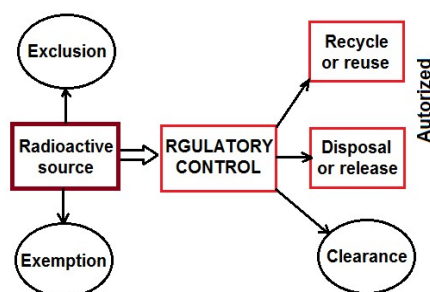 Exclusion
Radioactive
source
Exemption
RGULATORY
CONTROL
Recycle
or reuse
Disposal
or release
Clearance
Autorized